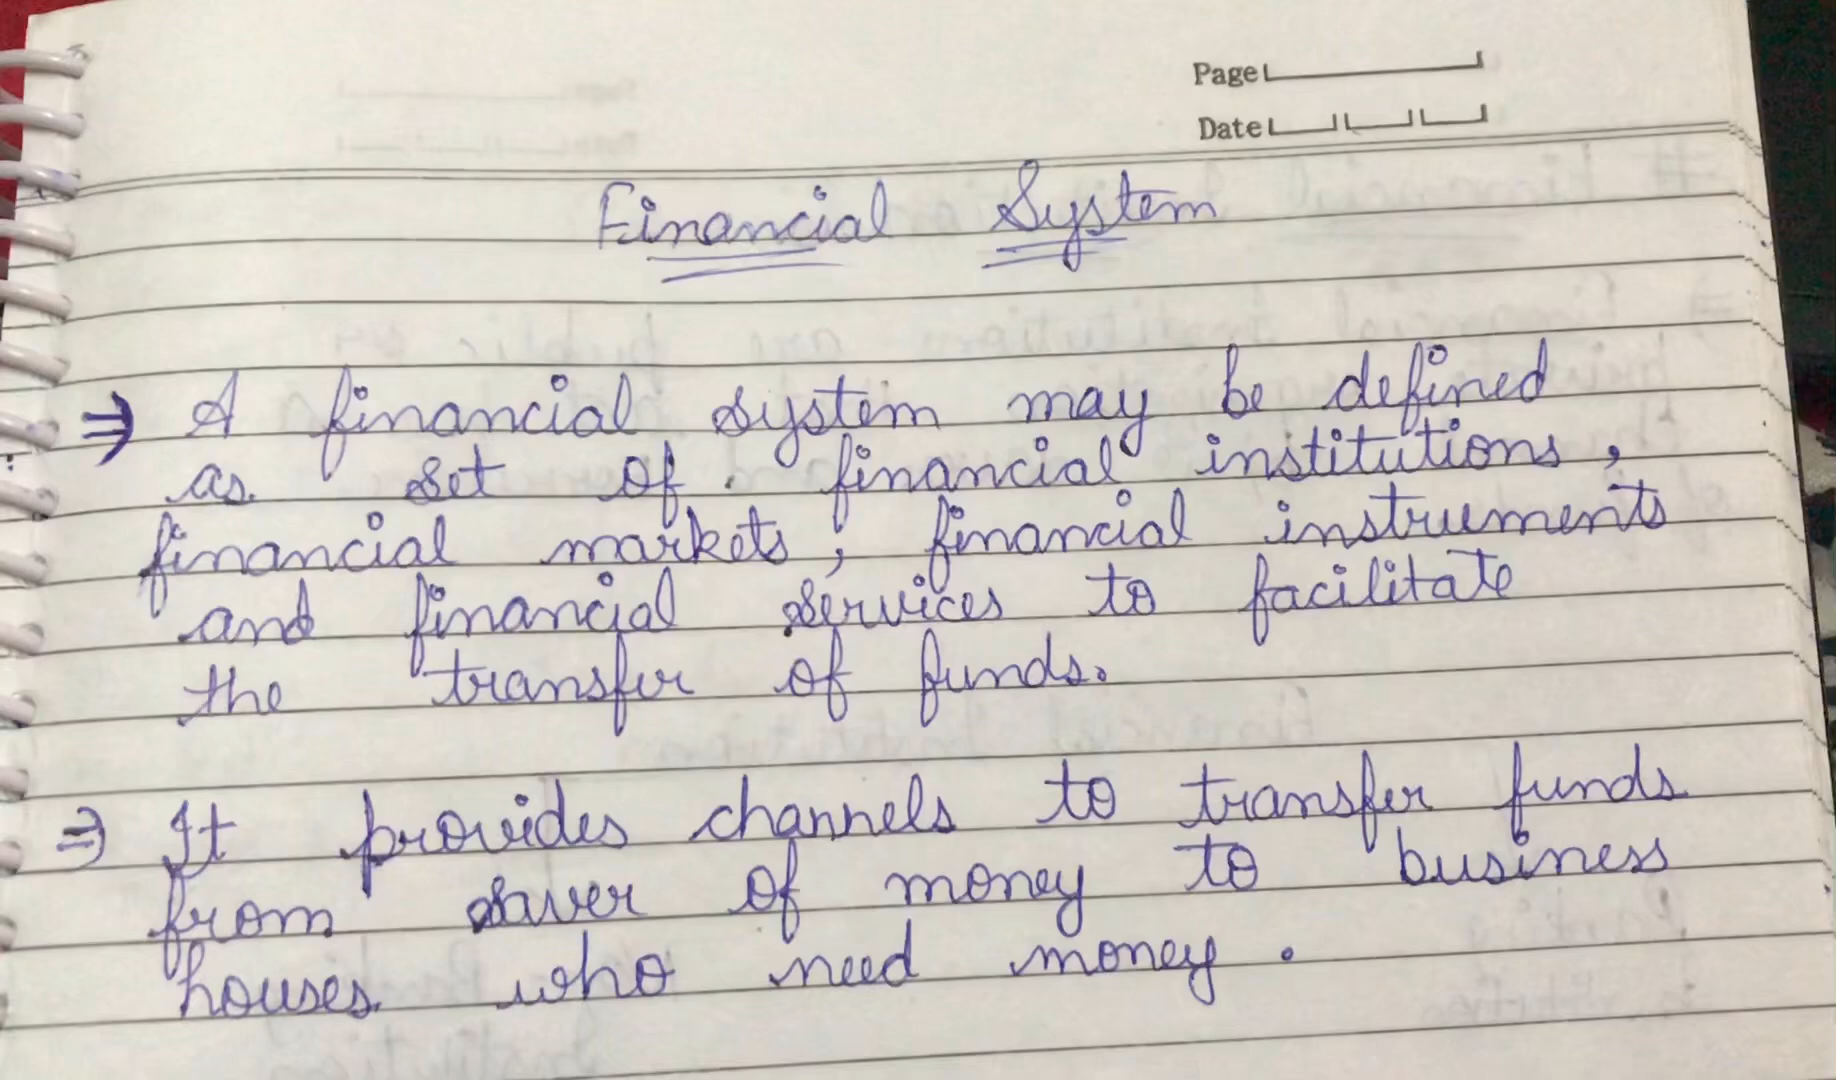 Page
Date
Financial System
⇒ A financial system may be defined
as set of financial institutions,
financial markets, financial instruments
and financial services to facilitate
the transfer of funds.
⇒ It provides channels to transfer funds
from saver of money to business
houses who need money.